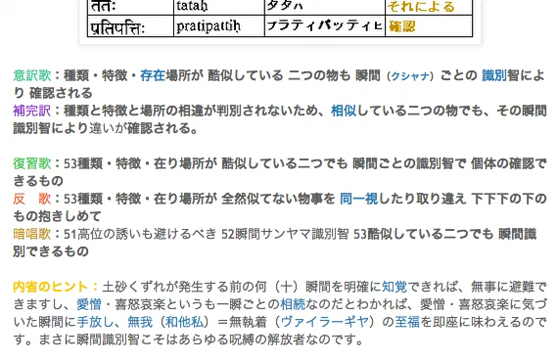 ततः tatah タタハ それによる
प्रतिपत्तिः pratipattiḥ プラティパッティヒ 確認
意訳歌：種類・特徴・存在場所が 酷似している 二つの物も 瞬間（クシャナ）ごとの 識別智によ
り 確認される
補完訳：種類と特徴と場所の相違が判別されないため、相似している二つの物でも、その瞬間
識別智により違いが確認される。
復習歌：53種類・特徴・在り場所が 酷似している二つでも 瞬間ごとの識別智で 個体の確認で
きるもの
反　歌：53種類・特徴・在り場所が 全然似てない物事を 同一視したり取り違え 下下下の下の
もの抱きしめて
暗唱歌：51高位の誘いも避けるべき 52瞬間サンヤマ識別智 53酷似している二つでも 瞬間識
別できるもの
内省のヒント：土砂くずれが発生する前の何（十）瞬間を明確に知覚できれば、無事に避難で
きますし、愛憎・喜怒哀楽というも一瞬ごとの相続なのだとわかれば、愛憎・喜怒哀楽に気づ
いた瞬間に手放し、無我（和他私）＝無執着（ヴァイラーギヤ）の至福を即座に味わえるので
す。まさに瞬間識別智こそはあらゆる呪縛の解放者なのです。